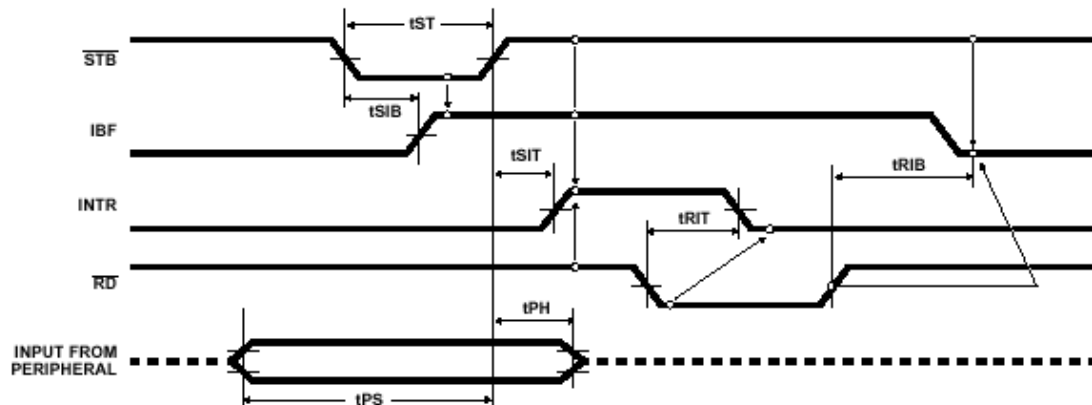 tST
STB
tSIB
IBF
tSIT
tRIB
INTR
tRIT
RD
tPH
INPUT FROM
PERIPHERAL
tPS